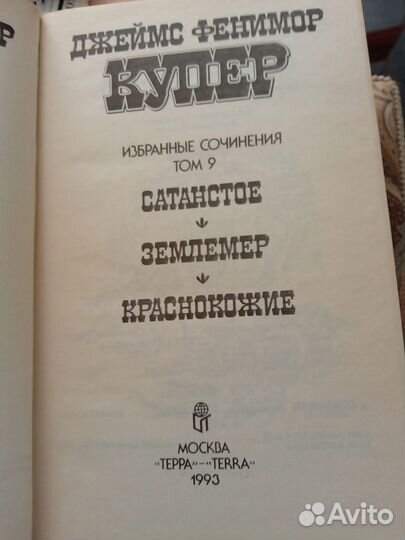 Р
ДЖЕЙМС ФЕНИМОР
КУПЕР
ИЗБРАННЫЕ СОЧИНЕНИЯ
ТОМ 9
САТАНСТОЕ
ЗЕМЛЕМЕР
КРАСНОКОЖИЕ
МОСКВА
"ТЕРРА"–"TERRA"
1993
Avito